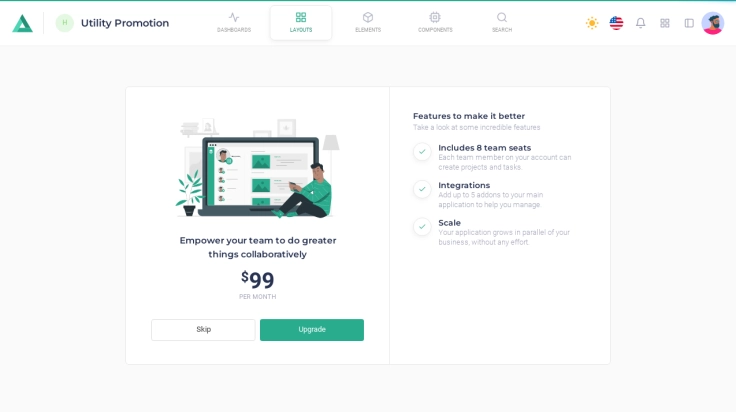 H
Utility Promotion
DASHBOARDS
LAYOUTS
ELEMENTS
COMPONENTS
SEARCH
Empower your team to do greater
things collaboratively
$99
PER MONTH
Skip
Upgrade
Features to make it better
Take a look at some incredible features
Includes 8 team seats
Each team member on your account can
create projects and tasks.
Integrations
Add up to 5 addons to your main
application to help you manage.
Scale
Your application grows in parallel of your
business, without any effort.